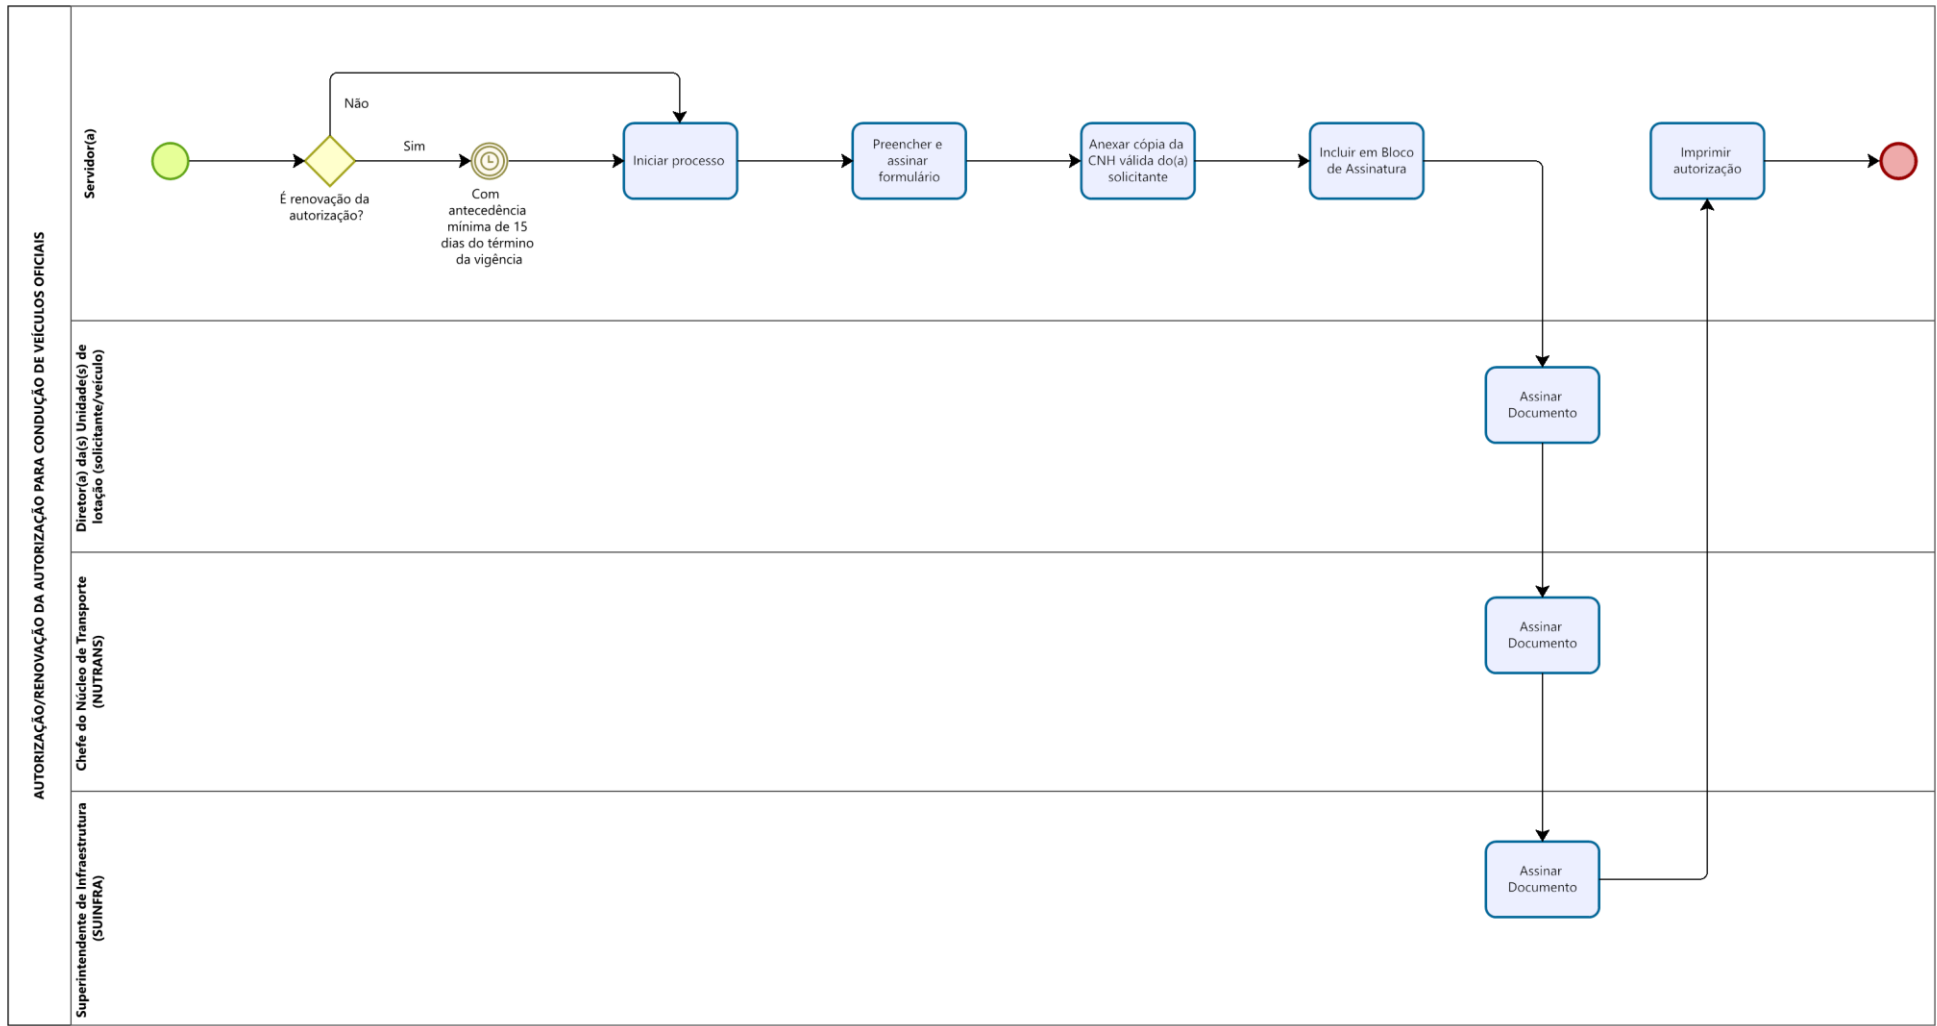 AUTORIZAÇÃO/RENOVAÇÃO DA AUTORIZAÇÃO PARA CONDUÇÃO DE VEÍCULOS OFICIAIS
Servidor(a)
Não
Sim
É renovação da
autorização?
Com
antecedência
mínima de 15
dias do término
da vigência
Iniciar processo
Preencher e
assinar
formulário
Anexar cópia da
CNH válida do(a)
solicitante
Incluir em Bloco
de Assinatura
Imprimir
autorização
Diretor(a) da(s) Unidade(s) de
lotação (solicitante/veículo)
Assinar
Documento
Chefe do Núcleo de Transporte
(NUTRANS)
Assinar
Documento
Superintendente de Infraestrutura
(SUINFRA)
Assinar
Documento